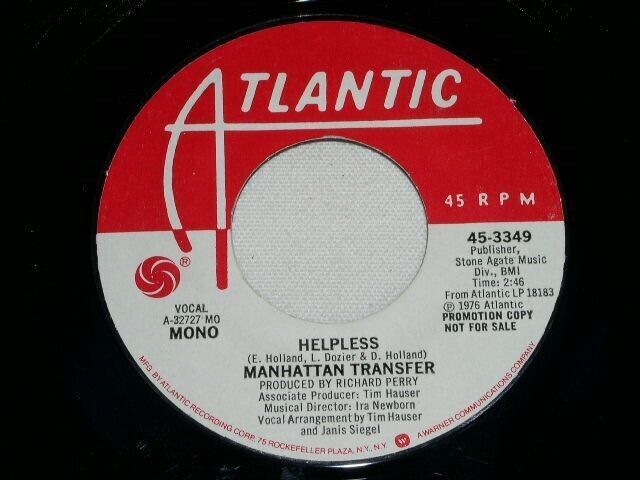 ATLANTIC
45 RPM
45-3349
Publisher,
Stone Agate Music
Div., BMI
Time: 2:46
From Atlantic LP 18183
℗ 1976 Atlantic
PROMOTION COPY
NOT FOR SALE
®
VOCAL
A-32727 MO
MONO
HELPLESS
(E. Holland, L. Dozier & D. Holland)
MANHATTAN TRANSFER
PRODUCED BY RICHARD PERRY
Associate Producer: Tim Hauser
Musical Director: Ira Newborn
Vocal Arrangement by Tim Hauser
and Janis Siegel
MFG. BY ATLANTIC RECORDING CORP. 75 ROCKEFELLER PLAZA, N.Y., N.Y. A WARNER COMMUNICATIONS CO.